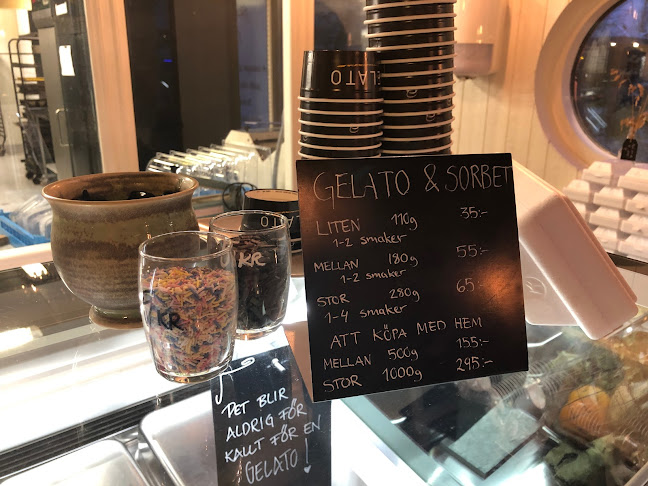 GELATO
GELATO & SORBET
LITEN 110g 35:-
1-2 smaker
MELLAN 180g 55:-
1-2 smaker
STOR 280g 65:-
1-4 smaker
ATT KÖPA MED HEM
MELLAN 500g 155:-
STOR 1000g 295:-
KR
KR
DET BLIR
ALDRIG FÖR
KALLT FÖR EN
GELATO!